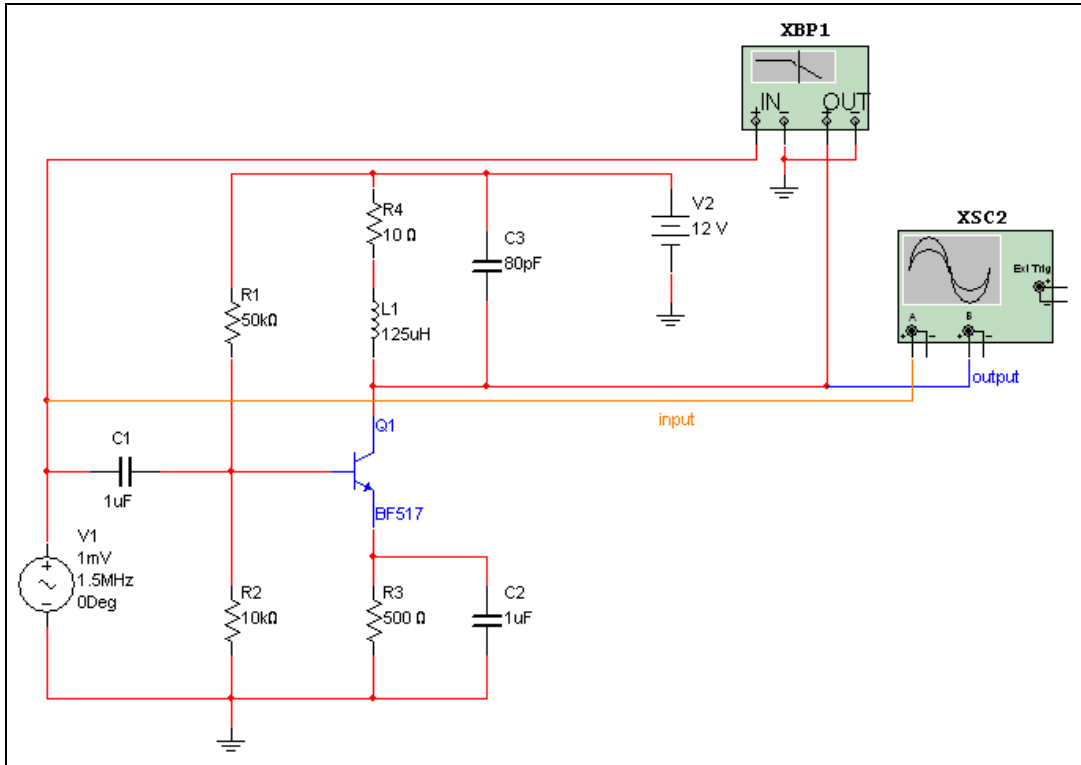 XBP1
IN
OUT
R4
10 Ω
C3
80pF
V2
12 V
XSC2
Ext Trig
A
B
R1
50kΩ
L1
125uH
output
input
Q1
C1
1uF
BF517
V1
1mV
1.5MHz
0Deg
R2
10kΩ
R3
500 Ω
C2
1uF